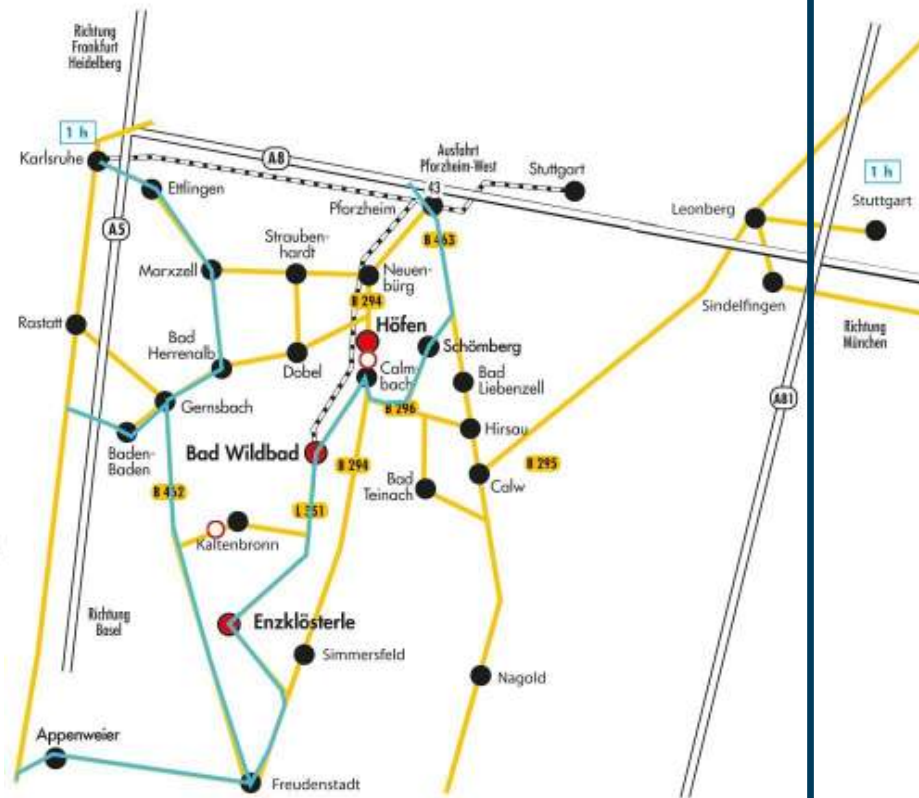 Richtung
Frankfurt
Heidelberg
1 h
Karlsruhe
A8
Ausfahrt
Pforzheim-West
43
Stuttgart
1 h
Stuttgart
Leonberg
Ettlingen
Pforzheim
A5
B 463
Strauben-
hardt
Marxzell
Neuen-
bürg
Sindelfingen
B 294
Rastatt
Höfen
Richtung
München
Bad
Herrenalb
Schömberg
Dobel
Calm-
bach
Bad
Liebenzell
A81
Gernsbach
B 296
Hirsau
Baden-
Baden
Bad Wildbad
B 294
B 295
B 462
Bad
Teinach
Calw
L 351
Kaltenbronn
Richtung
Basel
Enzklösterle
Simmersfeld
Nagold
Appenweier
Freudenstadt